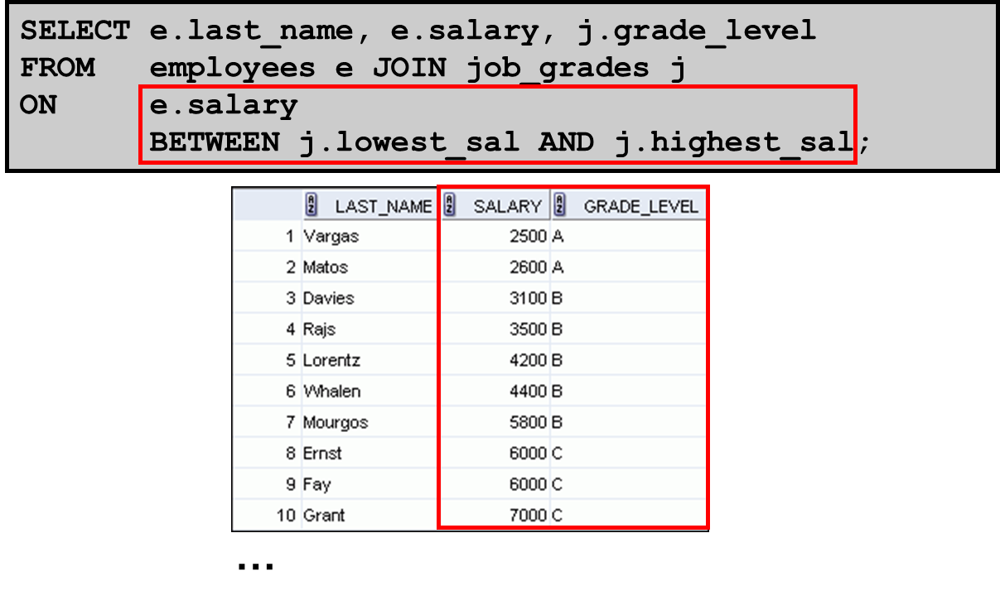 SELECT e.last_name, e.salary, j.grade_level
FROM employees e JOIN job_grades j
ON e.salary
BETWEEN j.lowest_sal AND j.highest_sal;
LAST_NAME SALARY GRADE_LEVEL
1 Vargas 2500 A
2 Matos 2600 A
3 Davies 3100 B
4 Rajs 3500 B
5 Lorentz 4200 B
6 Whalen 4400 B
7 Mourgos 5800 B
8 Ernst 6000 C
9 Fay 6000 C
10 Grant 7000 C
…